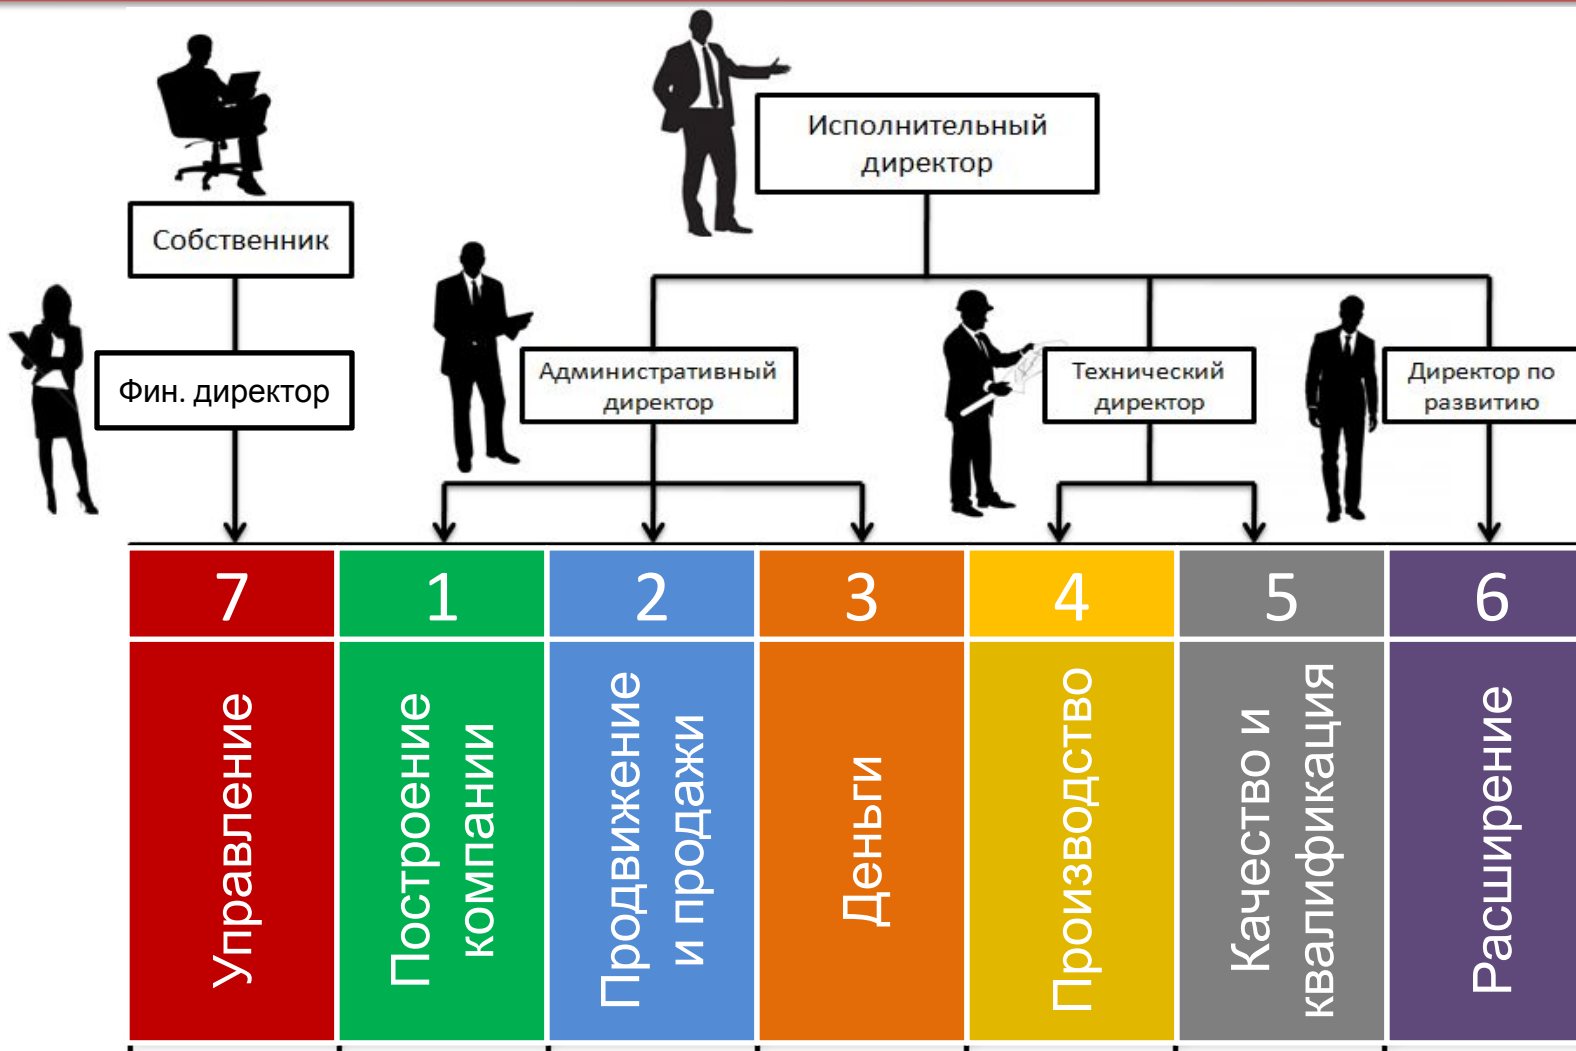 Исполнительный
директор
Собственник
Фин. директор
Административный
директор
Технический
директор
Директор по
развитию
7
1
2
3
4
5
6
Управление
Построение
компании
Продвижение
и продажи
Деньги
Производство
Качество и
квалификация
Расширение